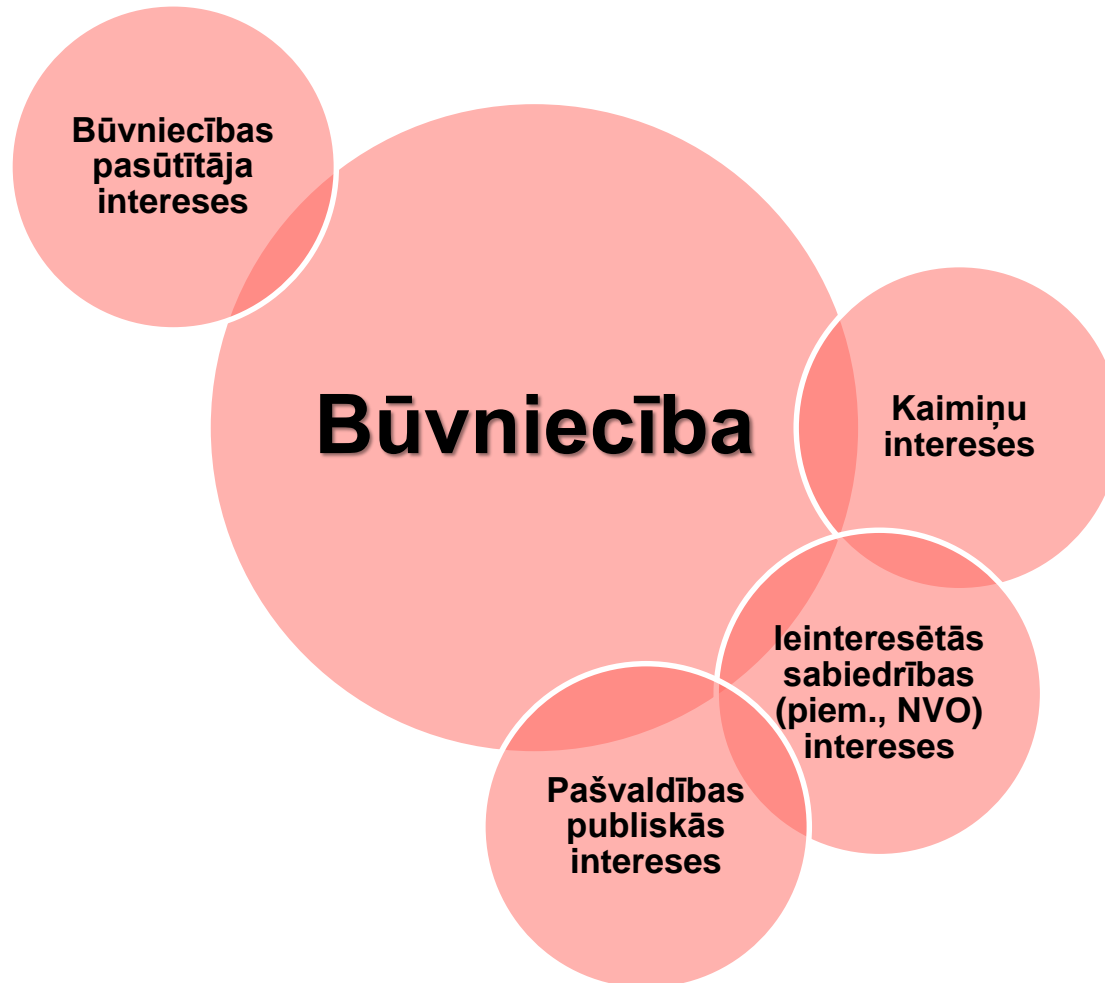 Būvniecības
pasūtītāja
intereses
Būvniecība
Kaimiņu
intereses
Ieinteresētās
sabiedrības
(piem., NVO)
intereses
Pašvaldības
publiskās
intereses